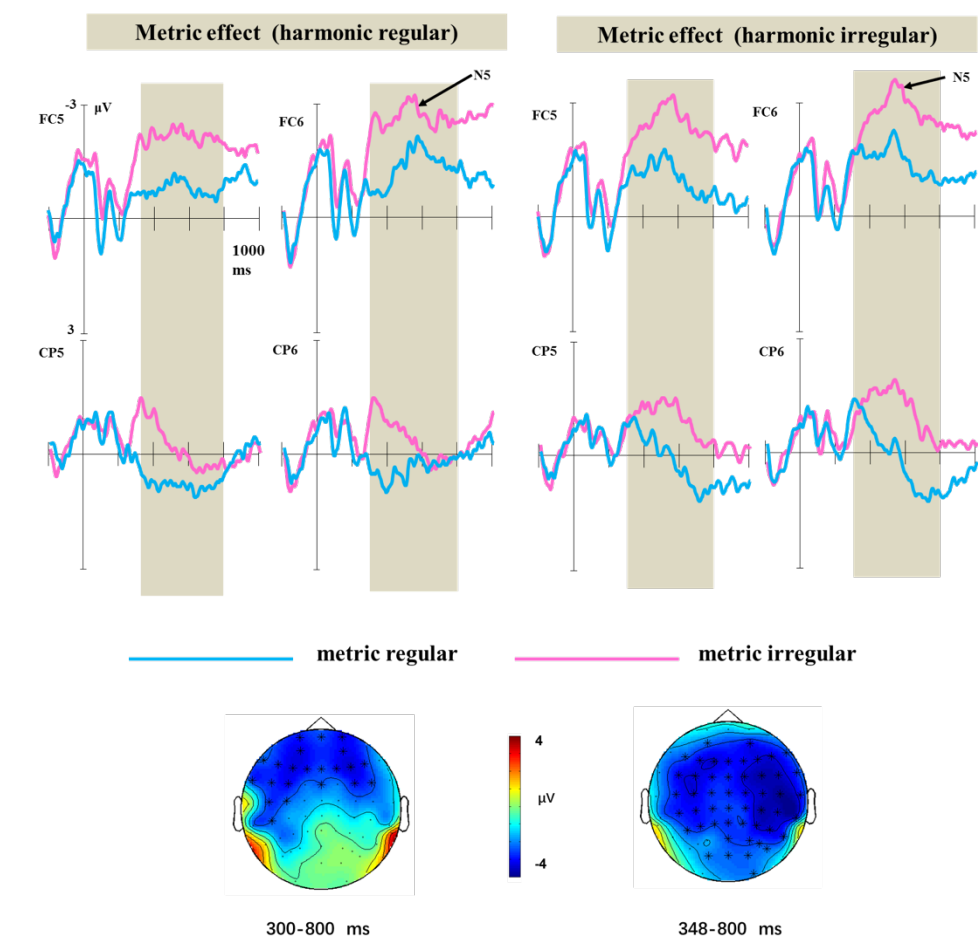 Metric effect (harmonic regular)
Metric effect (harmonic irregular)
-3
μV
FC5
FC6
N5
FC5
FC6
N5
1000
ms
3
CP5
CP6
CP5
CP6
metric regular
metric irregular
4
μV
-4
300-800 ms
348-800 ms